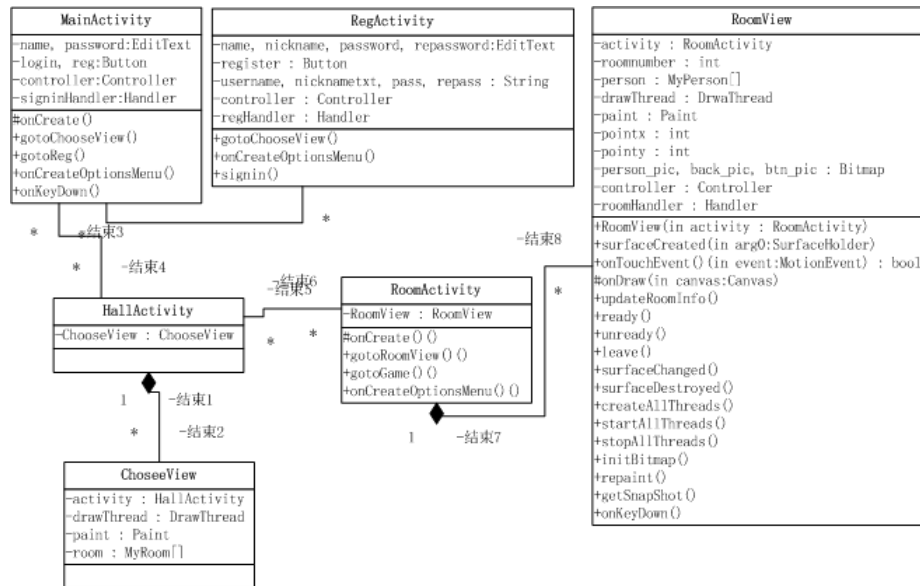 MainActivity
-name, password:EditText
-login, reg:Button
-controller:Controller
-signinHandler:Handler
#onCreate()
+gotoChooseView()
+gotoReg()
+onCreateOptionsMenu()
+onKeyDown()
RegActivity
-name, nickname, password, repassword:EditText
-register : Button
-username, nicknametxt, pass, repass : String
-controller : Controller
-regHandler : Handler
+gotoChooseView()
+onCreateOptionsMenu()
+signin()
RoomView
-activity : RoomActivity
-roomnumber : int
-person : MyPerson[]
-drawThread : DrwaThread
-paint : Paint
-pointx : int
-pointy : int
-person_pic, back_pic, btn_pic : Bitmap
-controller : Controller
-roomHandler : Handler
+RoomView(in activity : RoomActivity)
+surfaceCreated(in arg0:SurfaceHolder)
+onTouchEvent()(in event:MotionEvent) : bool
#onDraw(in canvas:Canvas)
+updateRoomInfo()
+ready()
+unready()
+leave()
+surfaceChanged()
+surfaceDestroyed()
+createAllThreads()
+startAllThreads()
+stopAllThreads()
+initBitmap()
+repaint()
+getSnapShot()
+onKeyDown()
*
*
-结束3
*
-结束8
*
-结束4
*
-结束6
-结束5
*
*
HallActivity
-ChooseView : ChooseView
RoomActivity
-RoomView : RoomView
#onCreate()()
+gotoRoomView()()
+gotoGame()()
+onCreateOptionsMenu()()
1
-结束1
*
-结束2
1
-结束7
ChoseeView
-activity : HallActivity
-drawThread : DrawThread
-paint : Paint
-room : MyRoom[]